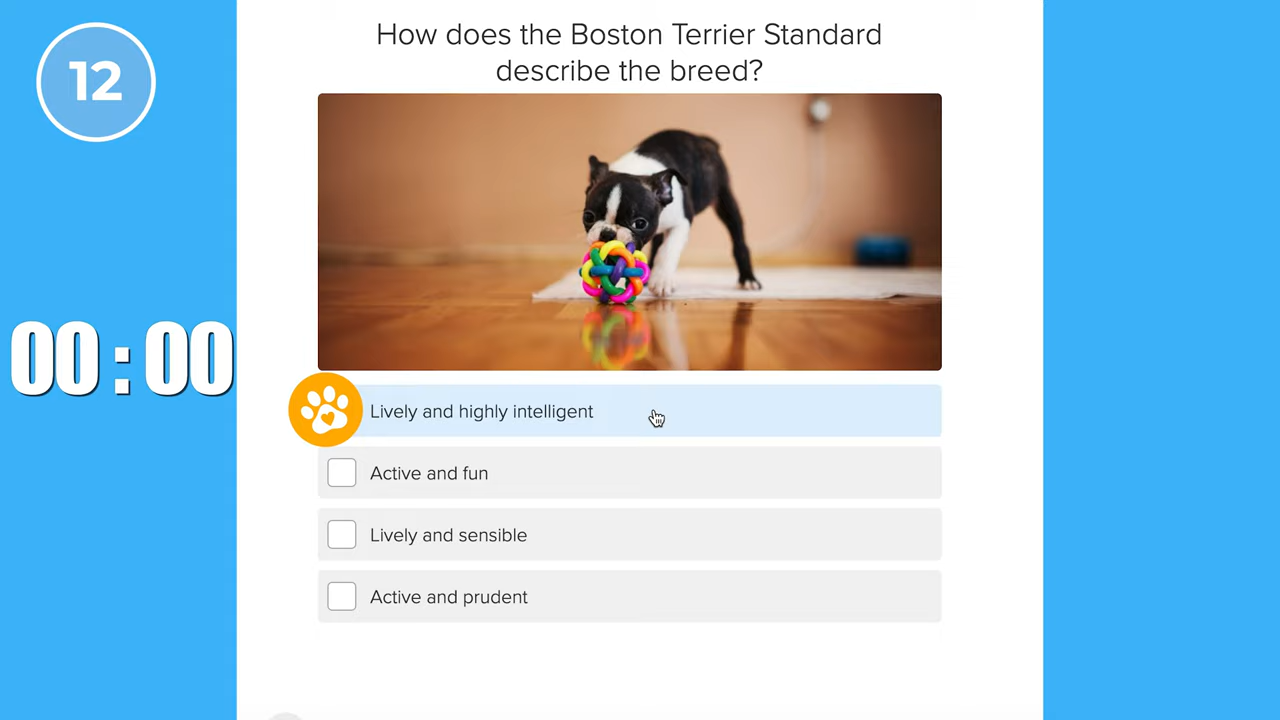 12
How does the Boston Terrier Standard
describe the breed?
00:00
Lively and highly intelligent
Active and fun
Lively and sensible
Active and prudent